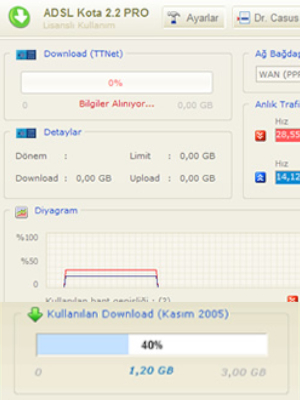 ADSL Kota 2.2 PRO
Lisanslı Kullanım
Ayarlar
Dr. Casus
Download (TTNet)
0%
0
Bilgiler Alınıyor...
0,00 GB
Ağ Bağdaş
WAN (PPP
Detaylar
Dönem :
Limit : 0,00 GB
Download : 0,00 GB
Upload : 0,00 GB
Anlık Trafi
Hız
28,55
Hız
14,12
Diyagram
%100
%50
0
Kullanılan bant genişliği : (?)
Kullanılan Download (Kasım 2005)
40%
0
1,20 GB
3,00 GB